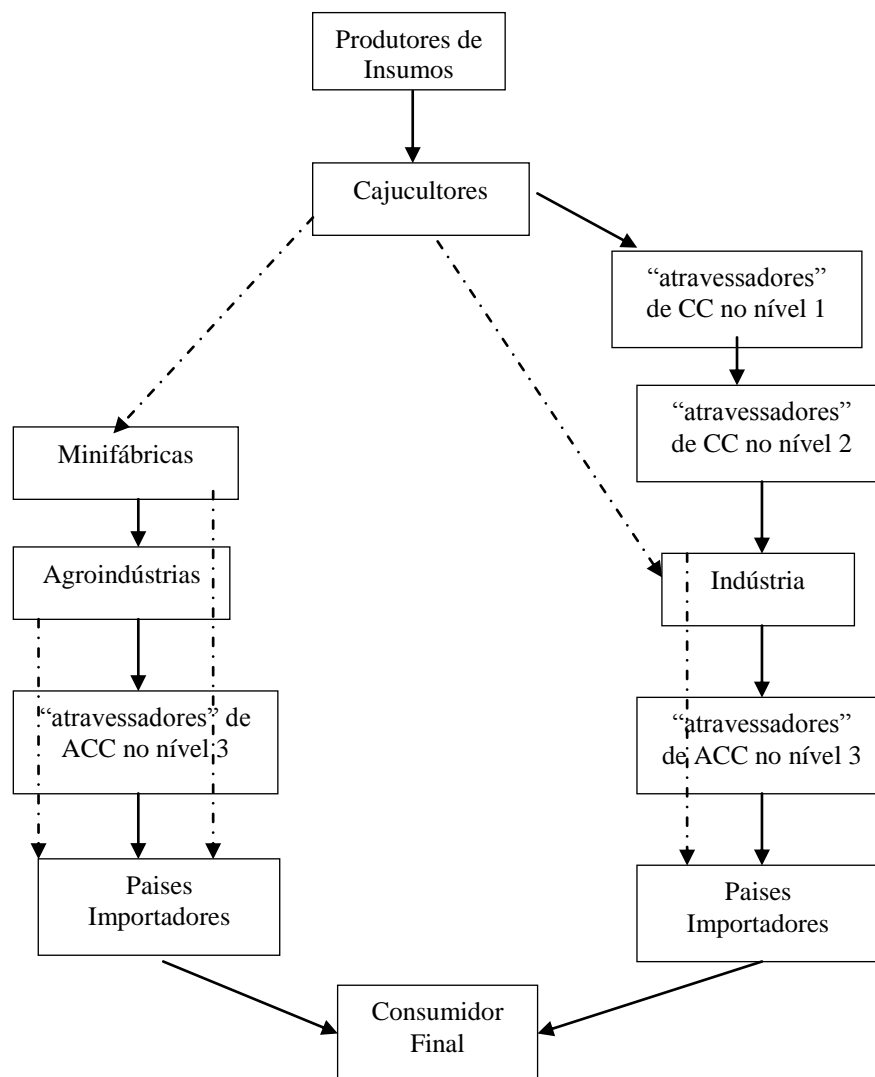 Produtores de
Insumos
Cajucultores
“atravessadores”
de CC no nível 1
“atravessadores”
de CC no nível 2
Minifábricas
Agroindústrias
Indústria
“atravessadores” de
ACC no nível 3
“atravessadores”
de ACC no nível 3
Paises
Importadores
Paises
Importadores
Consumidor
Final